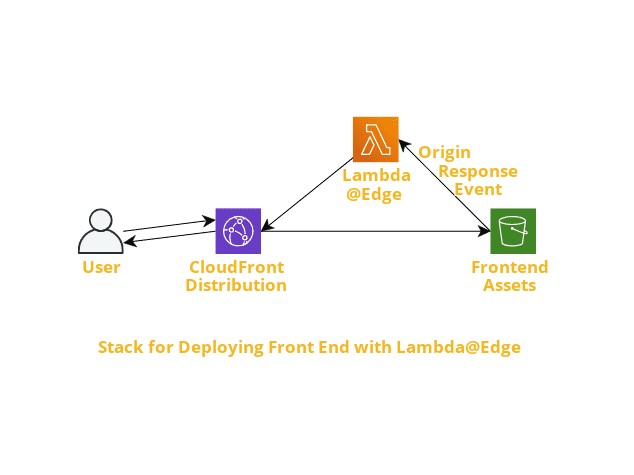 Origin
Response
Event
Lambda
@Edge
User
CloudFront
Distribution
Frontend
Assets
Stack for Deploying Front End with Lambda@Edge